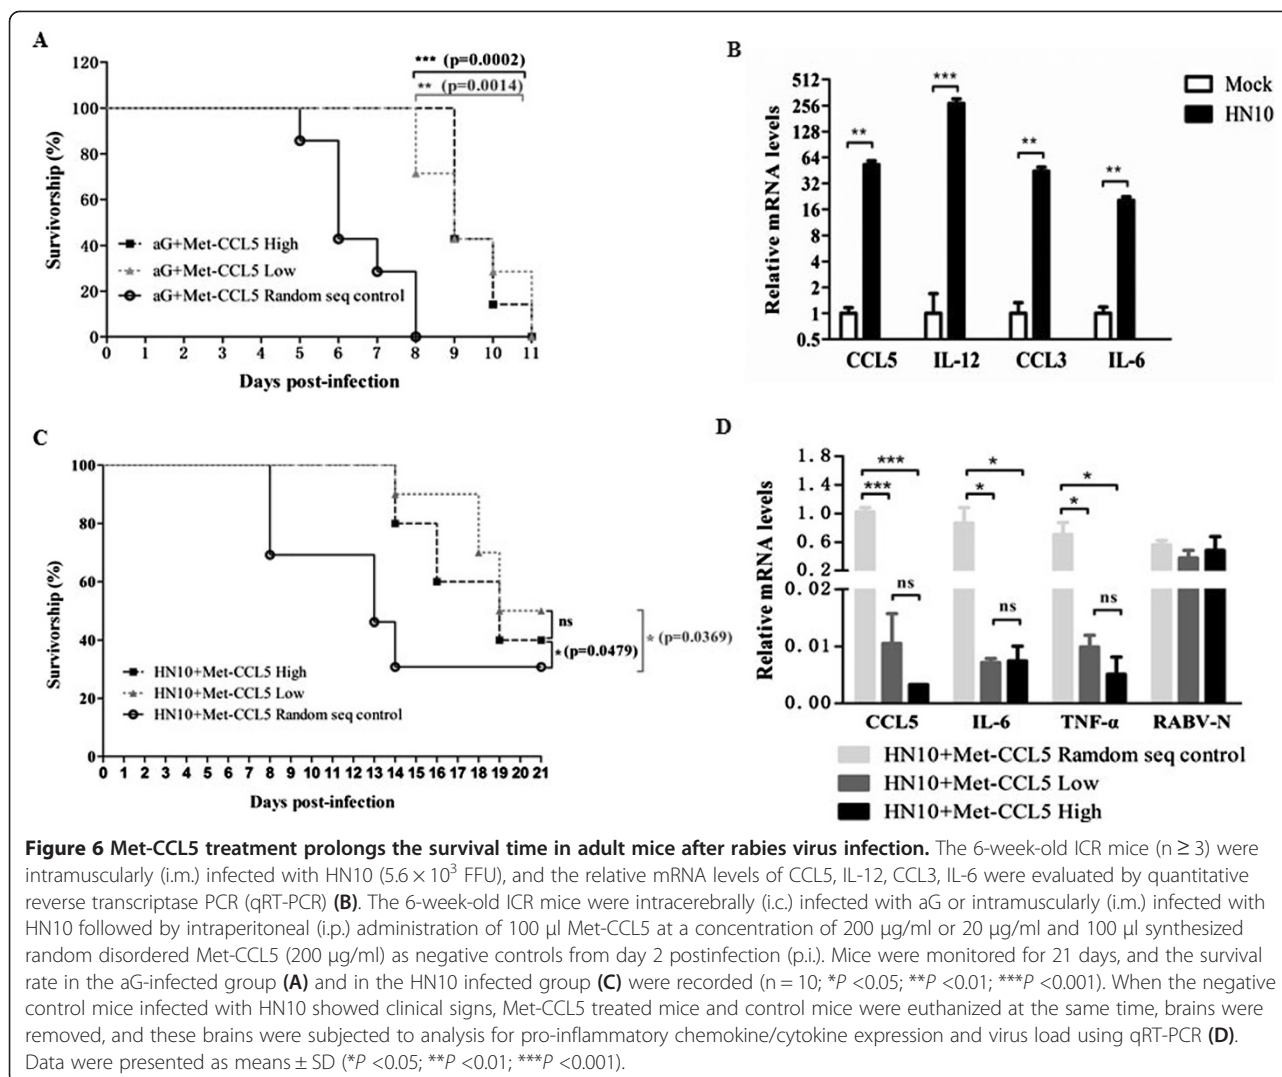 A
120
100
80
60
40
20
0
Survivorship (%)
*** (p=0.0002)
** (p=0.0014)
aG+Met-CCL5 High
aG+Met-CCL5 Low
aG+Met-CCL5 Random seq control
0 1 2 3 4 5 6 7 8 9 10 11
Days post-infection
B
512
256
128
64
32
16
8
4
2
1
0.5
Relative mRNA levels
** *** ** **
Mock
HN10
CCL5 IL-12 CCL3 IL-6
C
100
80
60
40
20
0
Survivorship (%)
ns
* (p=0.0479)
* (p=0.0369)
HN10+Met-CCL5 High
HN10+Met-CCL5 Low
HN10+Met-CCL5 Random seq control
0 1 2 3 4 5 6 7 8 9 10 11 12 13 14 15 16 17 18 19 20 21
Days post-infection
D
1.8
1.4
1.0
0.6
0.2
0.02
0.01
0.00
Relative mRNA levels
*** * *
*** * *
ns ns ns
CCL5 IL-6 TNF-α RABV-N
HN10+Met-CCL5 Ramdom seq control
HN10+Met-CCL5 Low
HN10+Met-CCL5 High
Figure 6 Met-CCL5 treatment prolongs the survival time in adult mice after rabies virus infection. The 6-week-old ICR mice (n ≥ 3) were
intramuscularly (i.m.) infected with HN10 (5.6 × 10³ FFU), and the relative mRNA levels of CCL5, IL-12, CCL3, IL-6 were evaluated by quantitative
reverse transcriptase PCR (qRT-PCR) (B). The 6-week-old ICR mice were intracerebrally (i.c.) infected with aG or intramuscularly (i.m.) infected with
HN10 followed by intraperitoneal (i.p.) administration of 100 μl Met-CCL5 at a concentration of 200 μg/ml or 20 μg/ml and 100 μl synthesized
random disordered Met-CCL5 (200 μg/ml) as negative controls from day 2 postinfection (p.i.). Mice were monitored for 21 days, and the survival
rate in the aG-infected group (A) and in the HN10 infected group (C) were recorded (n = 10; *P <0.05; **P <0.01; ***P <0.001). When the negative
control mice infected with HN10 showed clinical signs, Met-CCL5 treated mice and control mice were euthanized at the same time, brains were
removed, and these brains were subjected to analysis for pro-inflammatory chemokine/cytokine expression and virus load using qRT-PCR (D).
Data were presented as means ± SD (*P <0.05; **P <0.01; ***P <0.001).